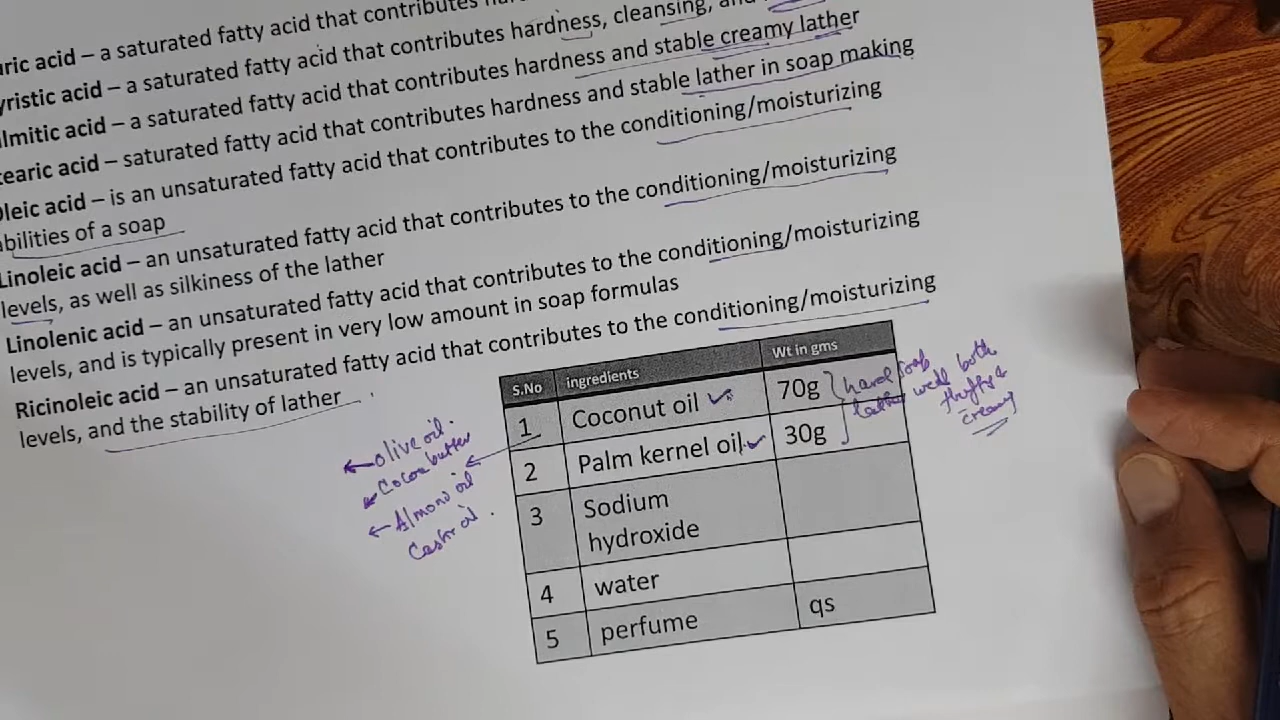 uric acid – a saturated fatty acid that contributes
yristic acid – a saturated fatty acid that contributes hardness, cleansing, and
lmitic acid – a saturated fatty acid that contributes hardness and stable creamy lather
tearic acid – saturated fatty acid that contributes hardness and stable lather in soap making
Oleic acid – is an unsaturated fatty acid that contributes to the conditioning/moisturizing
abilities of a soap
Linoleic acid – an unsaturated fatty acid that contributes to the conditioning/moisturizing
levels, as well as silkiness of the lather
Linolenic acid – an unsaturated fatty acid that contributes to the conditioning/moisturizing
levels, and is typically present in very low amount in soap formulas
Ricinoleic acid – an unsaturated fatty acid that contributes to the conditioning/moisturizing
levels, and the stability of lather
S.No ingredients Wt in gms
1 Coconut oil 70g
2 Palm kernel oil 30g
3 Sodium
hydroxide
4 water
5 perfume qs
hard soap
lather well both
creamy
olive oil.
Cocoa butter
Almond oil
Castor oil.